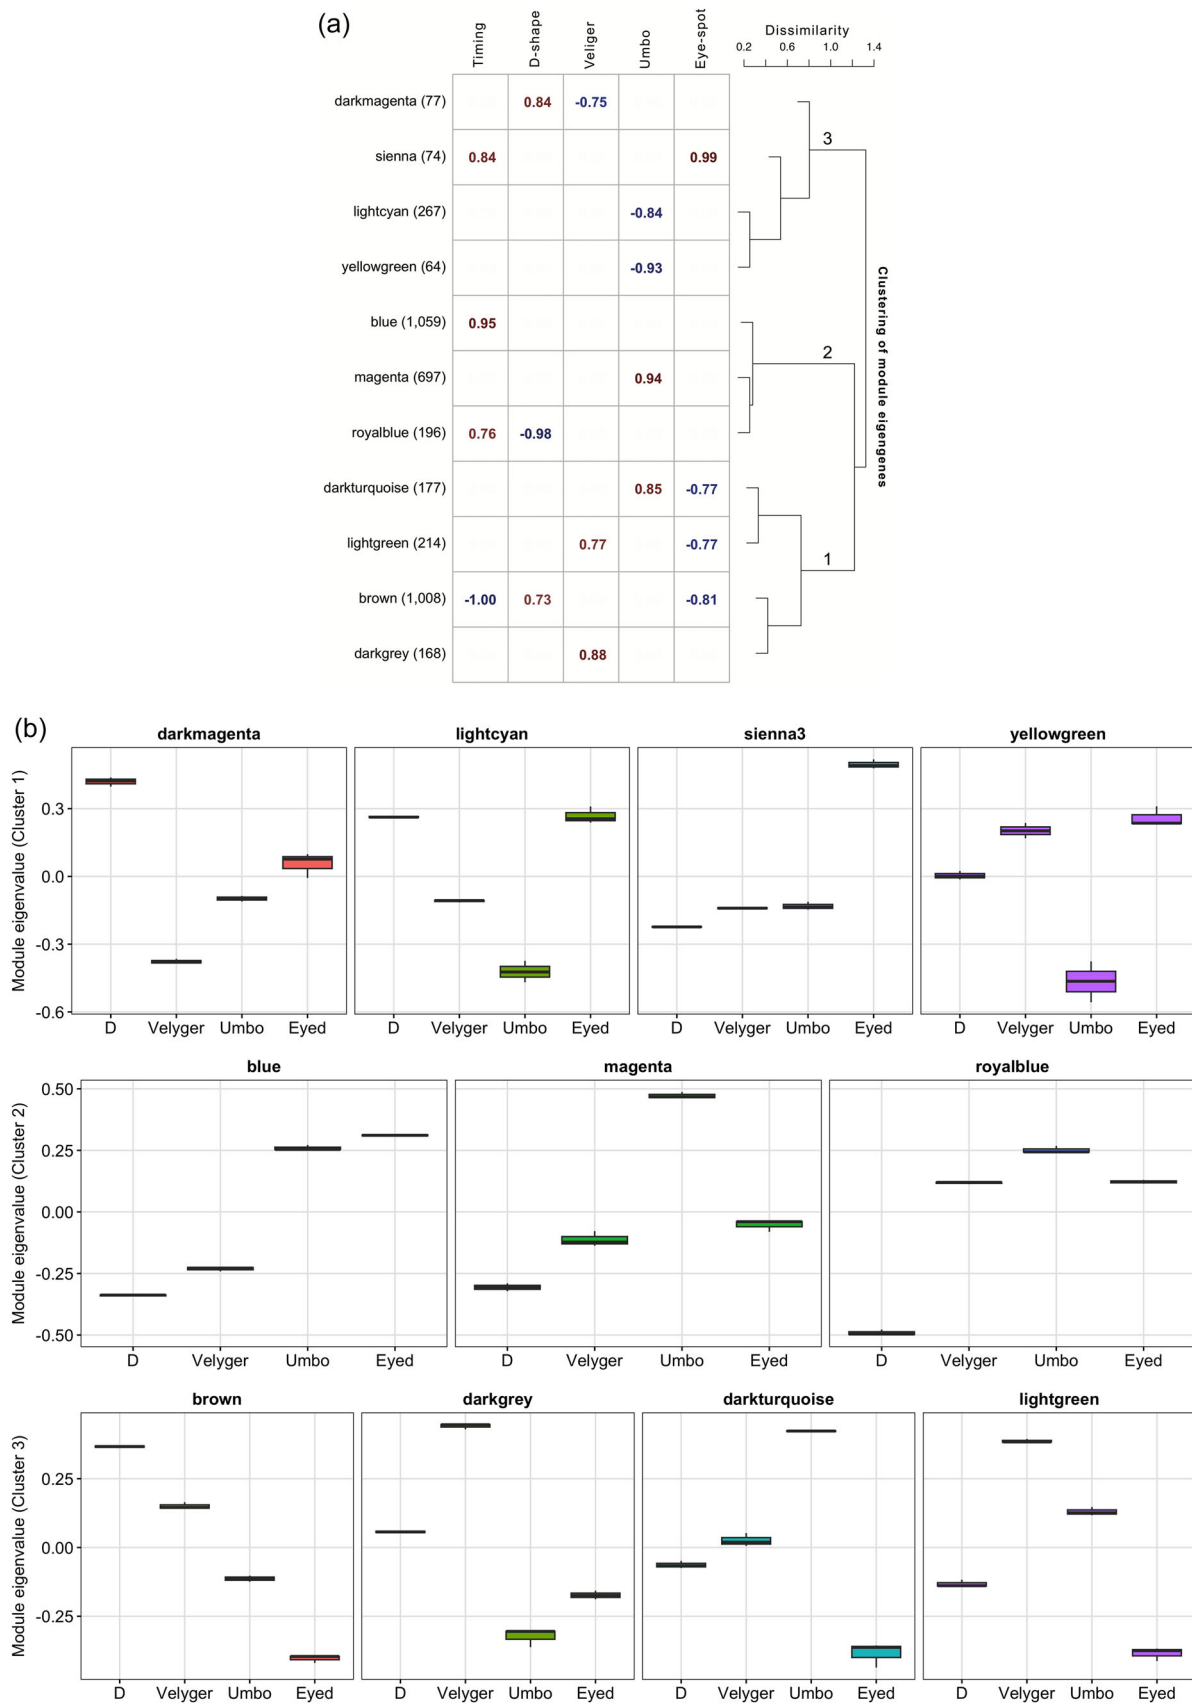 (a)
Timing
D-shape
Veliger
Umbo
Eye-spot
Dissimilarity
0.2 0.6 1.0 1.4
darkmagenta (77) 0.84 -0.75
sienna (74) 0.84 0.99
lightcyan (267) -0.84
yellowgreen (64) -0.93
blue (1,059) 0.95
magenta (697) 0.94
royalblue (196) 0.76 -0.98
darkturquoise (177) 0.85 -0.77
lightgreen (214) 0.77 -0.77
brown (1,008) -1.00 0.73 -0.81
darkgrey (168) 0.88
3
2
1
Clustering of module eigengenes
(b)
darkmagenta lightcyan sienna3 yellowgreen
Module eigenvalue (Cluster 1)
0.3
0.0
-0.3
-0.6
D Velyger Umbo Eyed D Velyger Umbo Eyed D Velyger Umbo Eyed D Velyger Umbo Eyed
blue magenta royalblue
Module eigenvalue (Cluster 2)
0.50
0.25
0.00
-0.25
-0.50
D Velyger Umbo Eyed D Velyger Umbo Eyed D Velyger Umbo Eyed
brown darkgrey darkturquoise lightgreen
Module eigenvalue (Cluster 3)
0.25
0.00
-0.25
D Velyger Umbo Eyed D Velyger Umbo Eyed D Velyger Umbo Eyed D Velyger Umbo Eyed